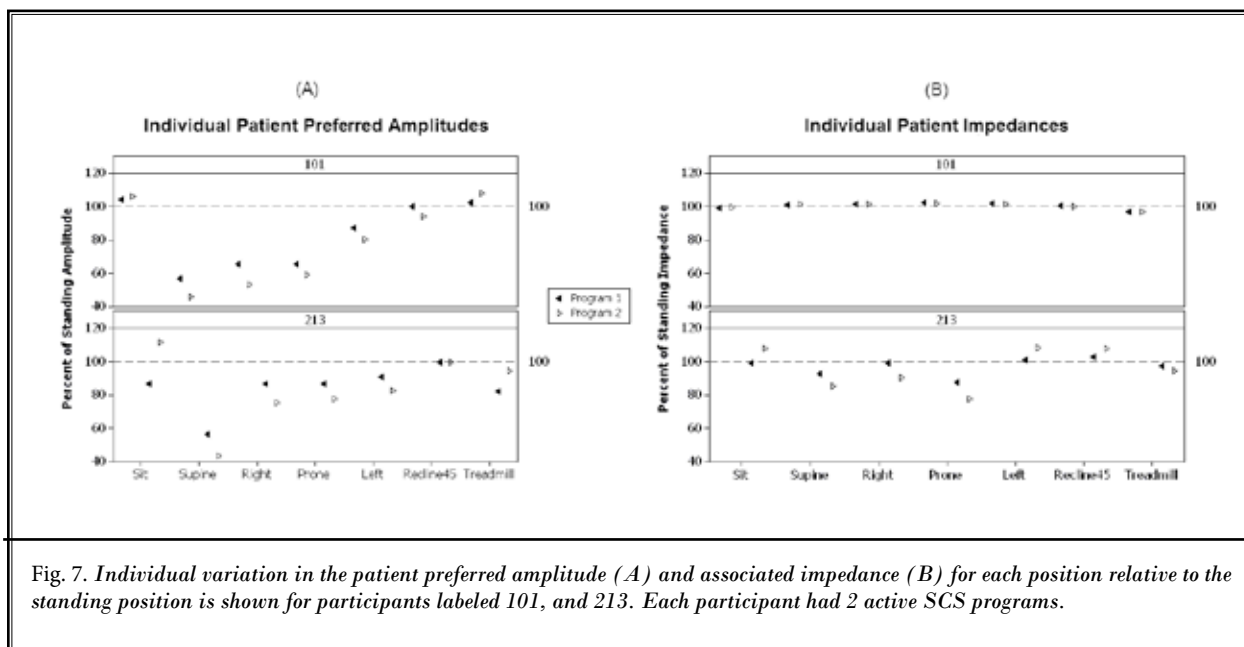 (A)
Individual Patient Preferred Amplitudes
Percent of Standing Amplitude
101
120
100
80
60
40
100
213
120
100
80
60
40
100
Sit Supine Right Prone Left Recline45 Treadmill
Program 1
Program 2
(B)
Individual Patient Impedances
Percent of Standing Impedance
101
120
100
80
60
40
100
213
120
100
80
60
40
100
Sit Supine Right Prone Left Recline45 Treadmill
Fig. 7. Individual variation in the patient preferred amplitude (A) and associated impedance (B) for each position relative to the
standing position is shown for participants labeled 101, and 213. Each participant had 2 active SCS programs.